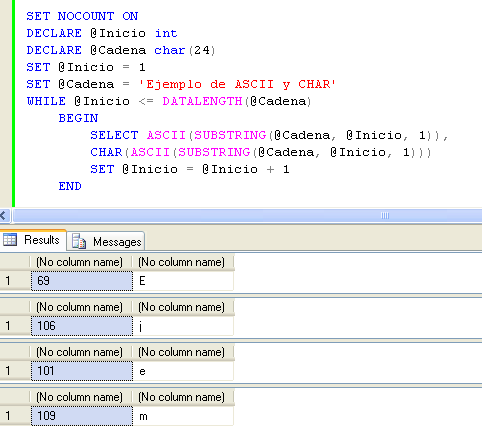 SET NOCOUNT ON
DECLARE @Inicio int
DECLARE @Cadena char(24)
SET @Inicio = 1
SET @Cadena = 'Ejemplo de ASCII y CHAR'
WHILE @Inicio <= DATALENGTH(@Cadena)
BEGIN
SELECT ASCII(SUBSTRING(@Cadena, @Inicio, 1)),
CHAR(ASCII(SUBSTRING(@Cadena, @Inicio, 1)))
SET @Inicio = @Inicio + 1
END
Results Messages
(No column name) (No column name)
1 69 E
(No column name) (No column name)
1 106 j
(No column name) (No column name)
1 101 e
(No column name) (No column name)
1 109 m